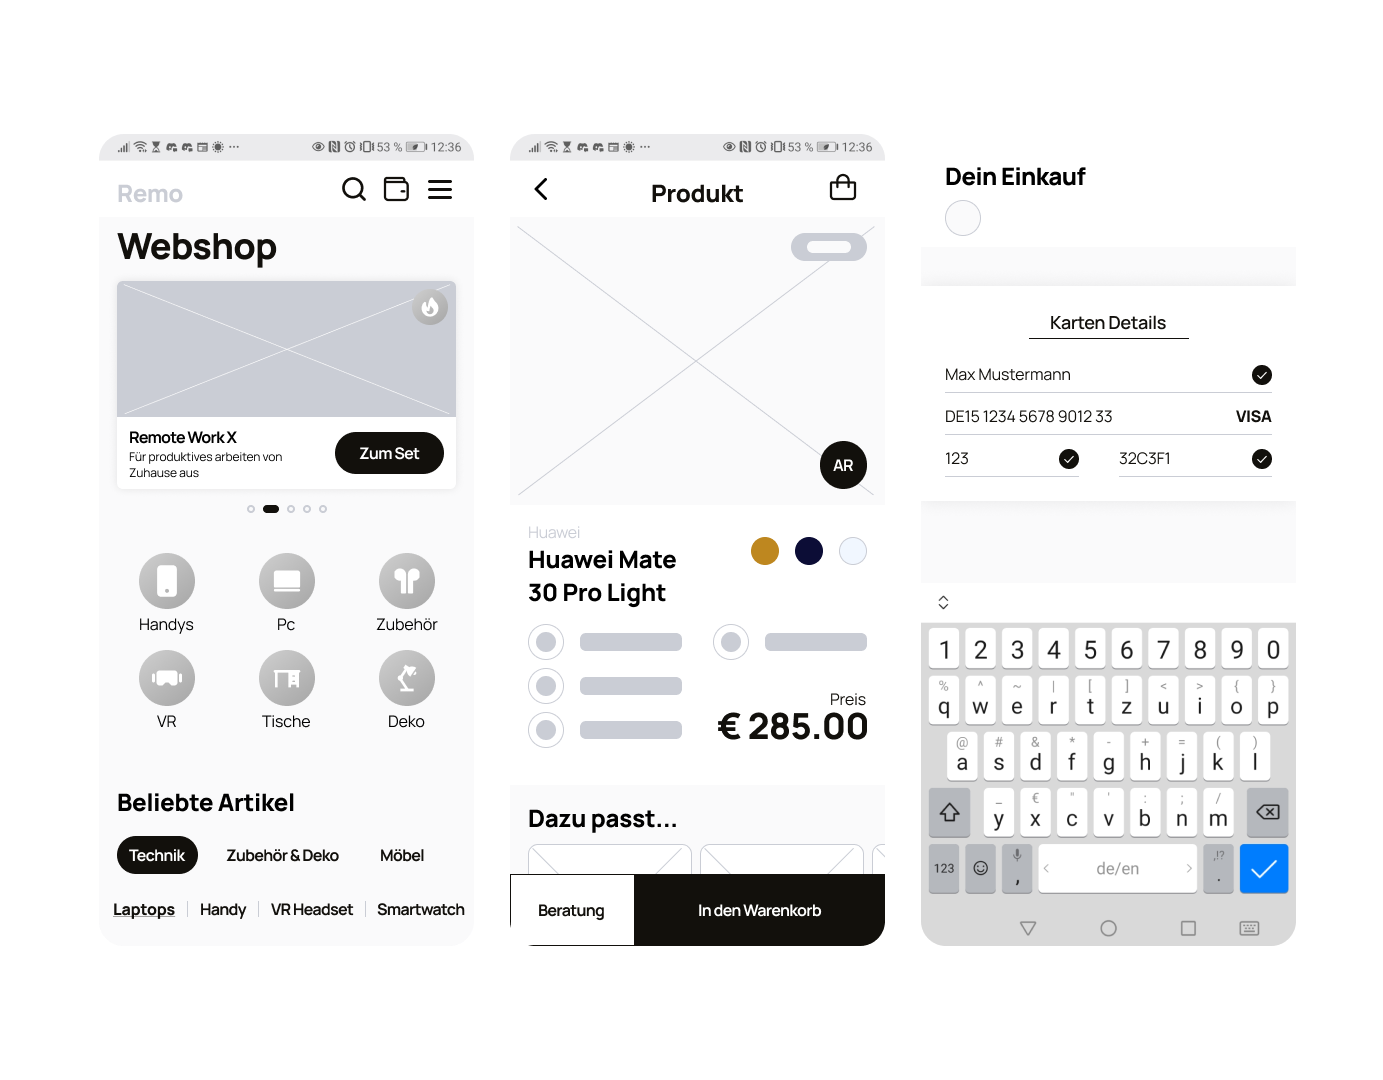 53 % 12:36
Remo
Webshop
Remote Work X
Für produktives arbeiten von
Zuhause aus
Zum Set
Handys Pc Zubehör
VR Tische Deko
Beliebte Artikel
Technik Zubehör & Deko Möbel
Laptops Handy VR Headset Smartwatch
53 % 12:36
Produkt
AR
Huawei
Huawei Mate
30 Pro Light
Preis
€ 285.00
Dazu passt...
Beratung In den Warenkorb
Dein Einkauf
Karten Details
Max Mustermann
DE15 1234 5678 9012 33 VISA
123 32C3F1
1 2 3 4 5 6 7 8 9 0
% ^ ~ | [ ] < > { }
q w e r t z u i o p
@ # & * - + = ( )
a s d f g h j k l
_ € " ' : ; /
y x c v b n m
,!?
123 , de/en .